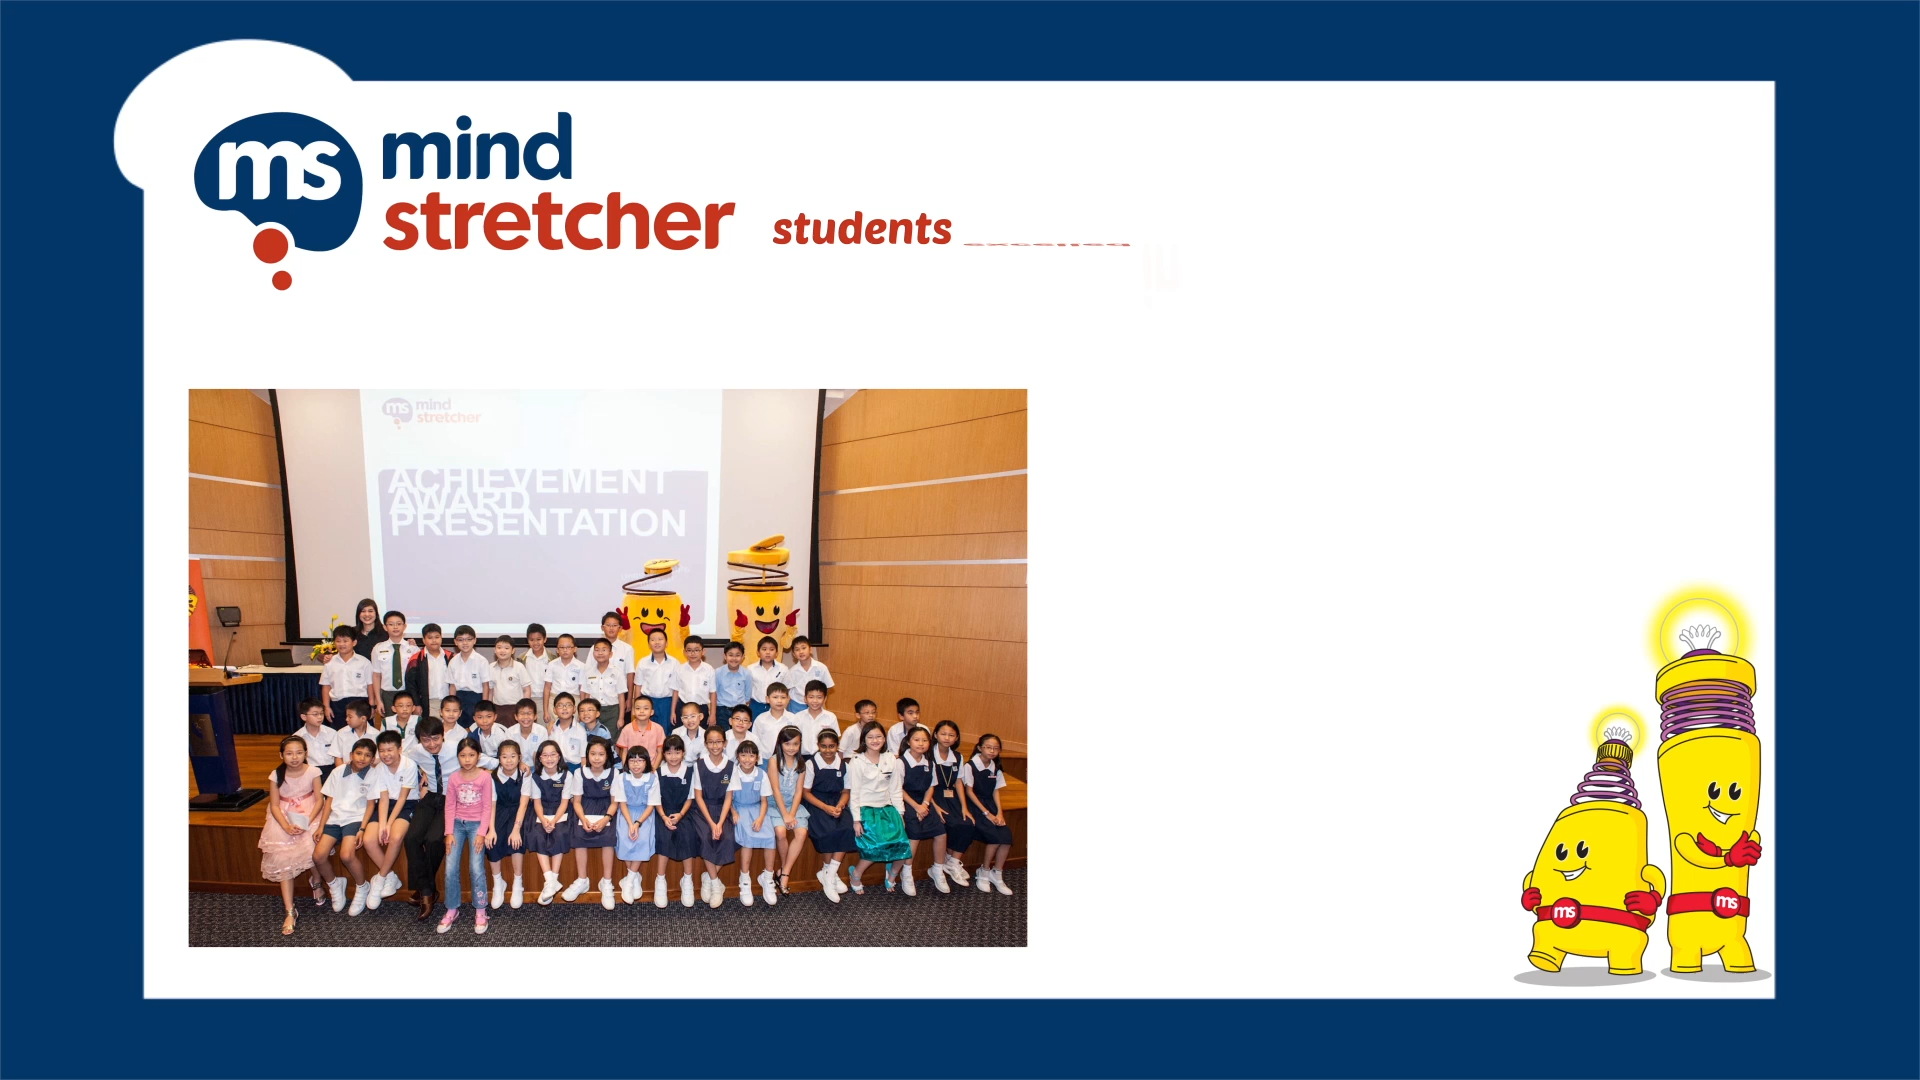 ms mind
stretcher students
ms mind
stretcher
ACHIEVEMENT
AWARD
PRESENTATION
ms
ms